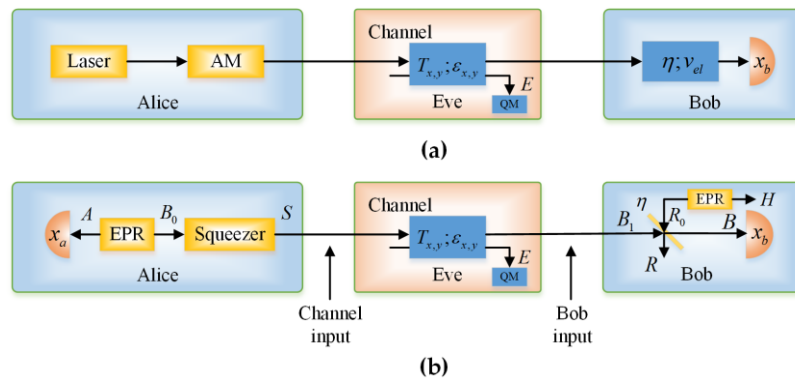 Channel
Laser
AM
T_{x,y}; ε_{x,y}
η; v_{el}
x_b
E
QM
Alice
Eve
Bob
(a)
Channel
EPR
H
A
B_0
S
η
R_0
x_a
EPR
Squeezer
T_{x,y}; ε_{x,y}
B_1
B
x_b
E
QM
R
Alice
Eve
Bob
Channel
input
Bob
input
(b)